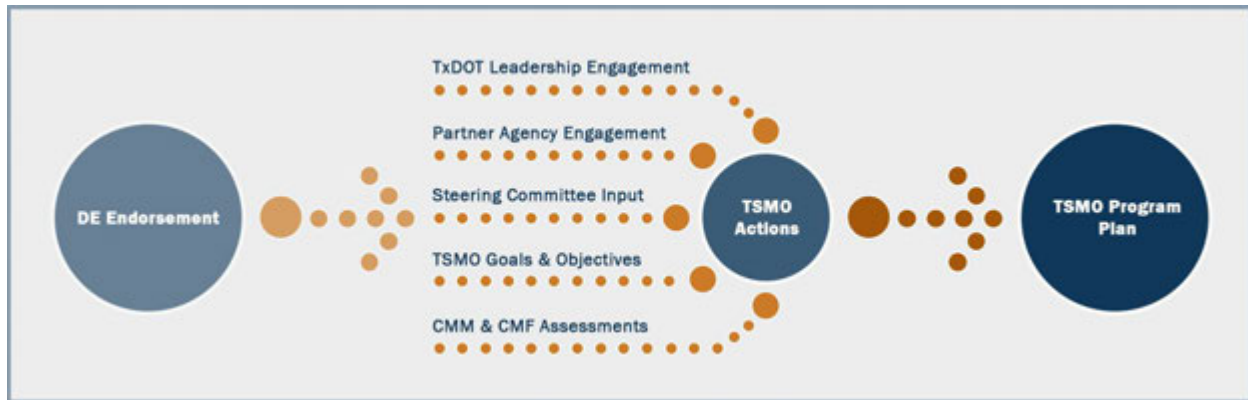 DE Endorsement
TxDOT Leadership Engagement
Partner Agency Engagement
Steering Committee Input
TSMO Goals & Objectives
CMM & CMF Assessments
TSMO
Actions
TSMO Program
Plan